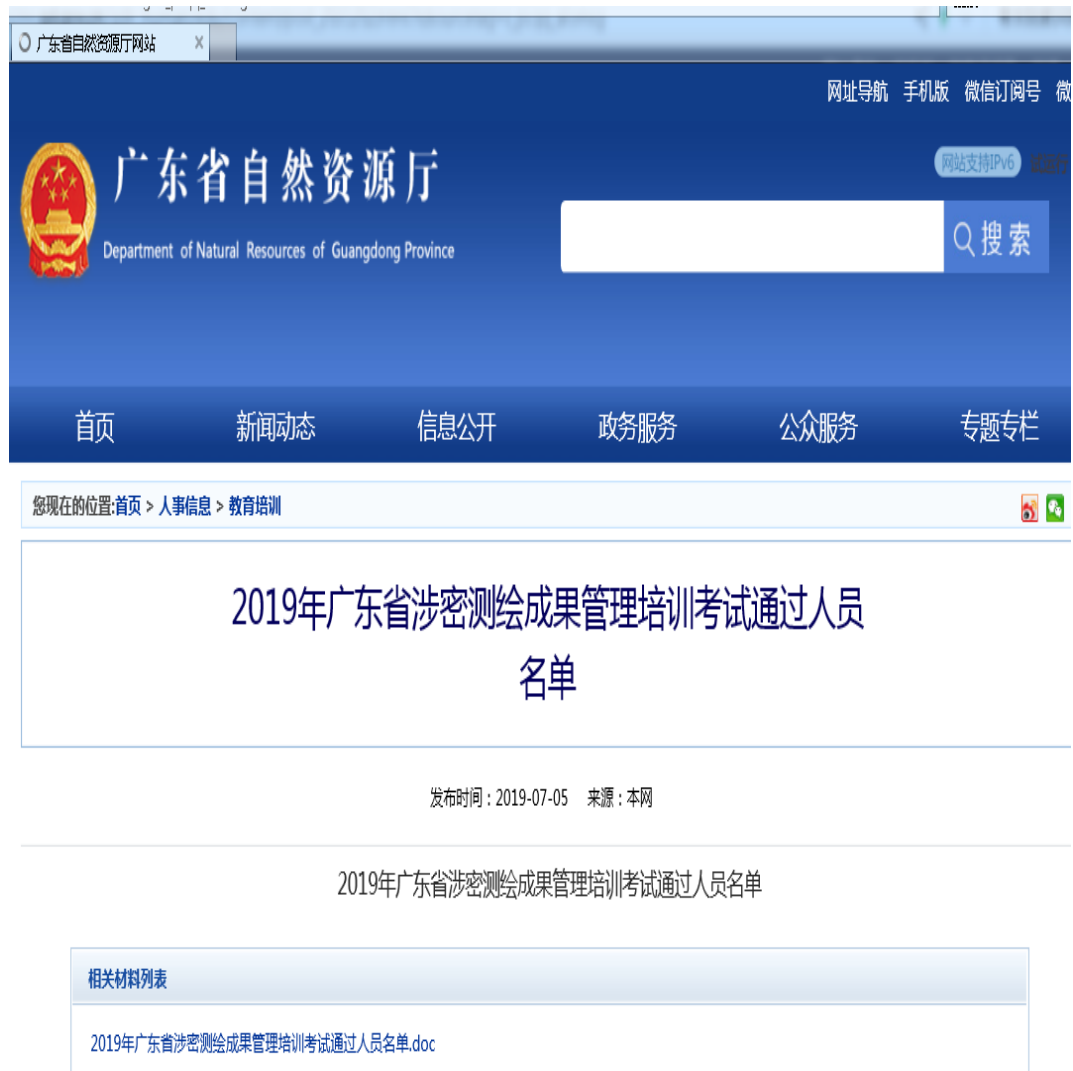 广东省自然资源厅网站
网址导航 手机版 微信订阅号 微
广东省自然资源厅
网站支持IPv6
Department of Natural Resources of Guangdong Province
搜索
首页 新闻动态 信息公开 政务服务 公众服务 专题专栏
您现在的位置:首页 > 人事信息 > 教育培训
2019年广东省涉密测绘成果管理培训考试通过人员
名单
发布时间：2019-07-05 来源：本网
2019年广东省涉密测绘成果管理培训考试通过人员名单
相关材料列表
2019年广东省涉密测绘成果管理培训考试通过人员名单.doc